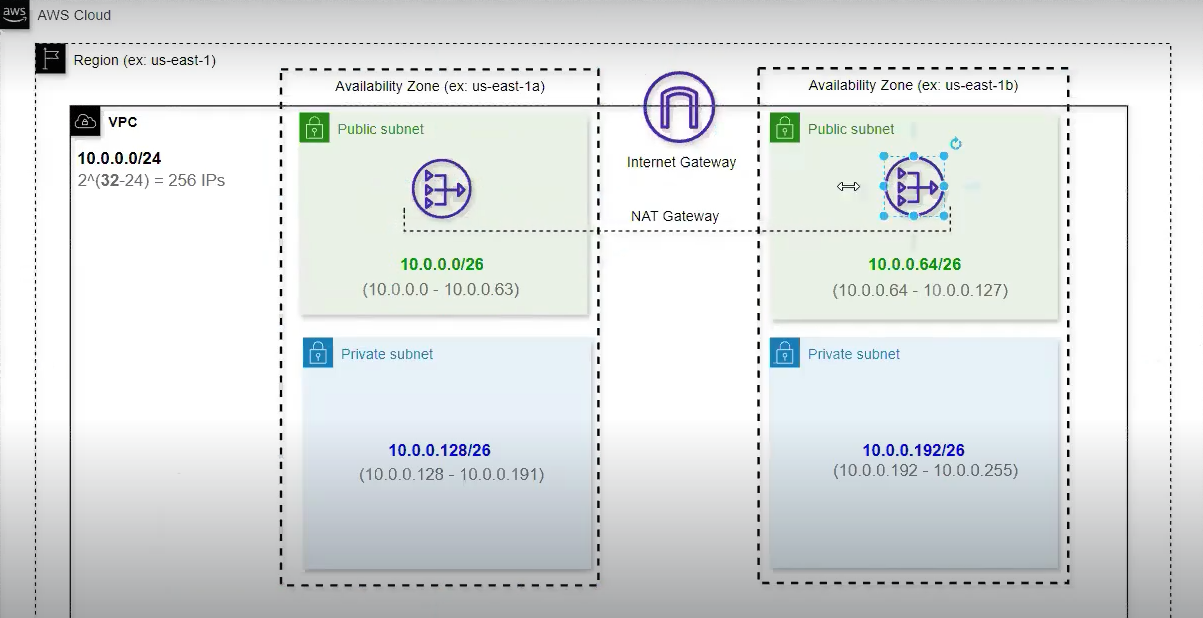 aws
AWS Cloud
Region (ex: us-east-1)
Availability Zone (ex: us-east-1a)
Availability Zone (ex: us-east-1b)
VPC
10.0.0.0/24
2^(32-24) = 256 IPs
Public subnet
Internet Gateway
Public subnet
NAT Gateway
10.0.0.0/26
(10.0.0.0 - 10.0.0.63)
10.0.0.64/26
(10.0.0.64 - 10.0.0.127)
Private subnet
10.0.0.128/26
(10.0.0.128 - 10.0.0.191)
Private subnet
10.0.0.192/26
(10.0.0.192 - 10.0.0.255)